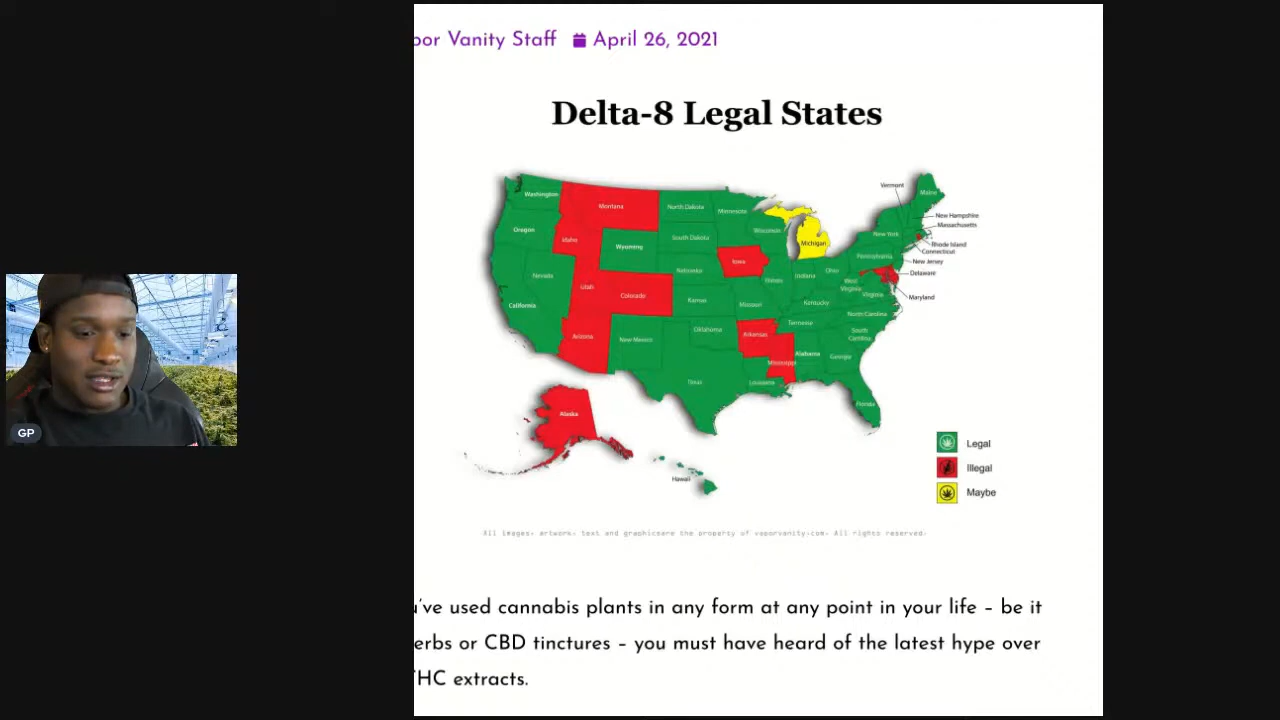 oor Vanity Staff April 26, 2021
Delta-8 Legal States
Washington
Montana
North Dakota
Minnesota
Vermont
Maine
New Hampshire
Massachusetts
Oregon
Idaho
Wyoming
South Dakota
Wisconsin
Michigan
New York
Rhode Island
Connecticut
New Jersey
Pennsylvania
Delaware
Maryland
Nevada
Utah
Colorado
Nebraska
Iowa
Illinois
Indiana
Ohio
West
Virginia
Virginia
California
Kansas
Missouri
Kentucky
North Carolina
Arizona
New Mexico
Oklahoma
Arkansas
Tennessee
South
Carolina
Texas
Louisiana
Mississippi
Alabama
Georgia
Florida
Alaska
Hawaii
Legal
Illegal
Maybe
All images, artwork, text and graphicsare the property of vaporvanity.com. All rights reserved.
GP
u've used cannabis plants in any form at any point in your life – be it
erbs or CBD tinctures – you must have heard of the latest hype over
THC extracts.